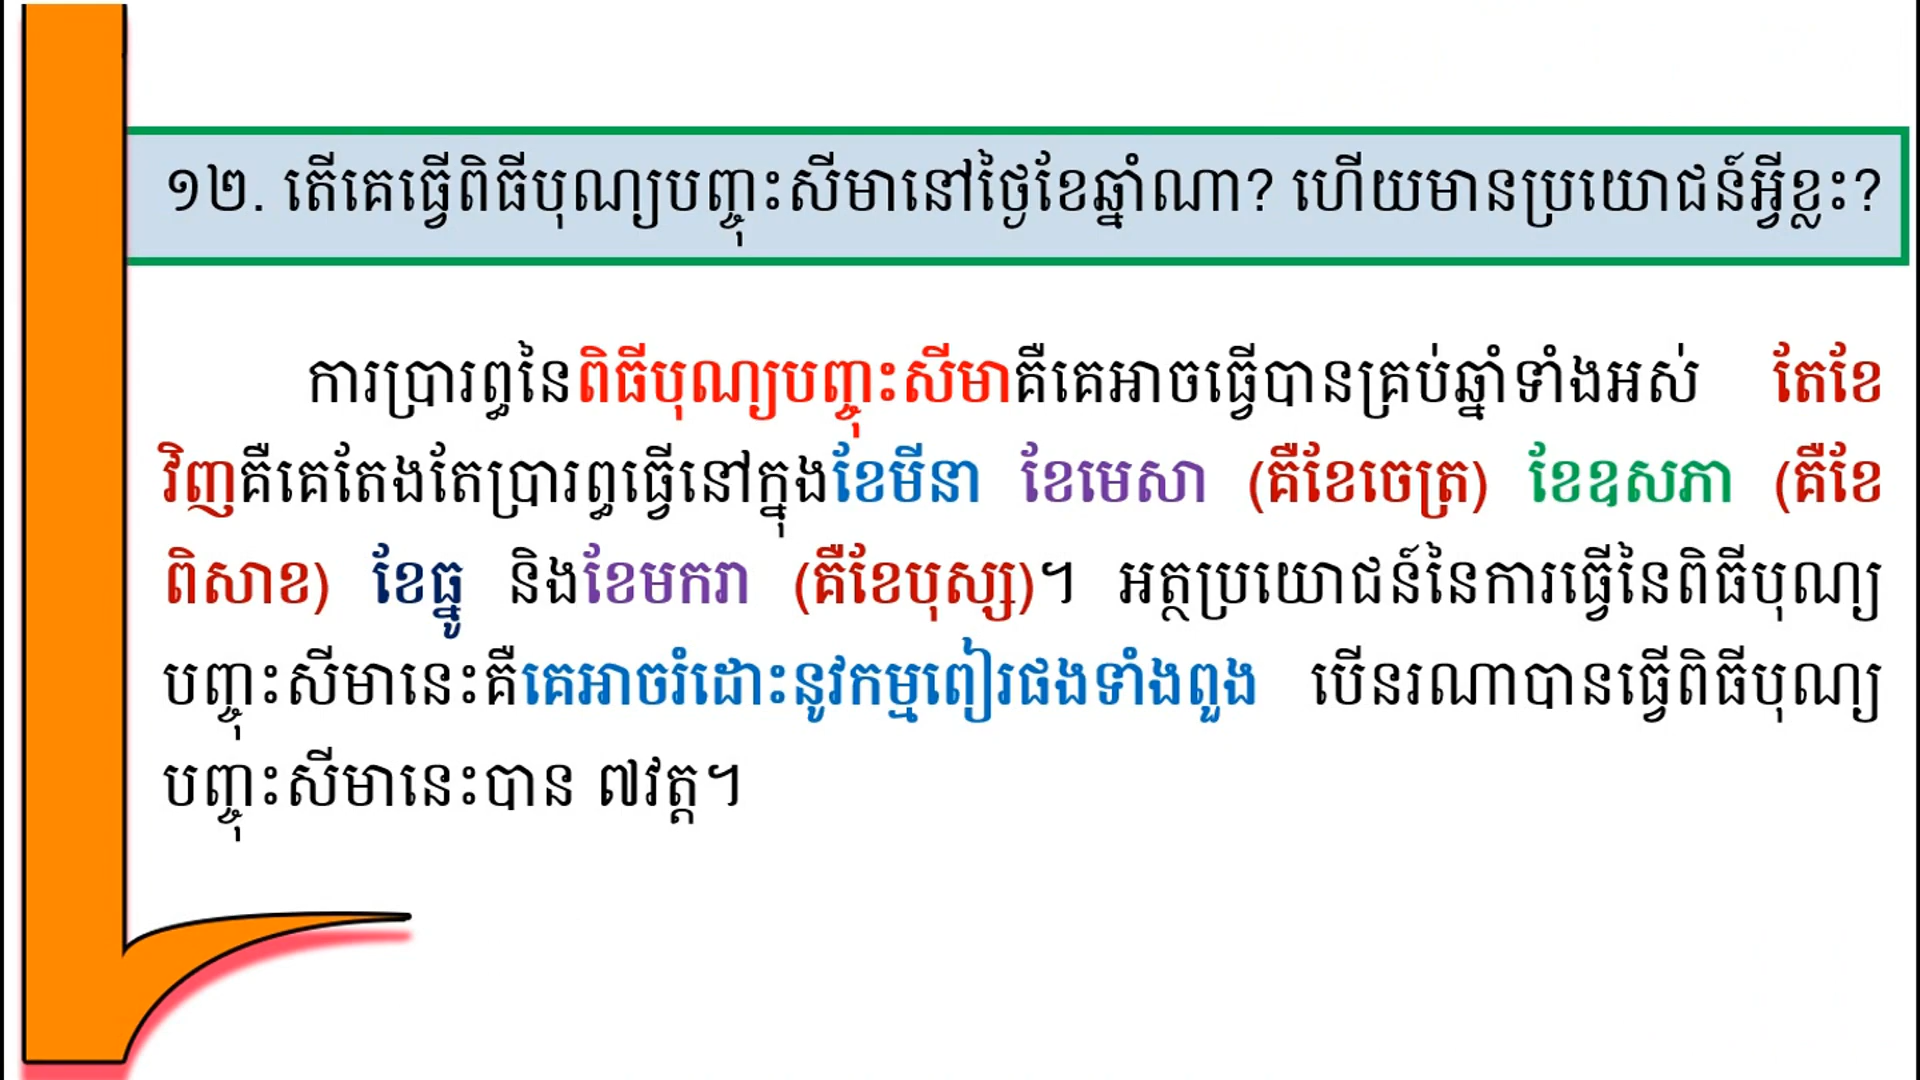 ១២. តើគេធ្វើពិធីបុណ្យបញ្ចុះសីមានៅថ្ងៃខែឆ្នាំណា? ហើយមានប្រយោជន៍អ្វីខ្លះ?
ការប្រារព្ធនៃពិធីបុណ្យបញ្ចុះសីមាគឺគេអាចធ្វើបានគ្រប់ឆ្នាំទាំងអស់ តែខែ
វិញគឺគេតែងតែប្រារព្ធធ្វើនៅក្នុងខែមីនា ខែមេសា (គឺខែចេត្រ) ខែឧសភា (គឺខែ
ពិសាខ) ខែធ្នូ និងខែមករា (គឺខែបុស្ស)។ អត្ថប្រយោជន៍នៃការធ្វើនៃពិធីបុណ្យ
បញ្ចុះសីមានេះគឺគេអាចរំដោះនូវកម្មពៀរផងទាំងពួង បើនរណាបានធ្វើពិធីបុណ្យ
បញ្ចុះសីមានេះបាន ៧វត្ត។